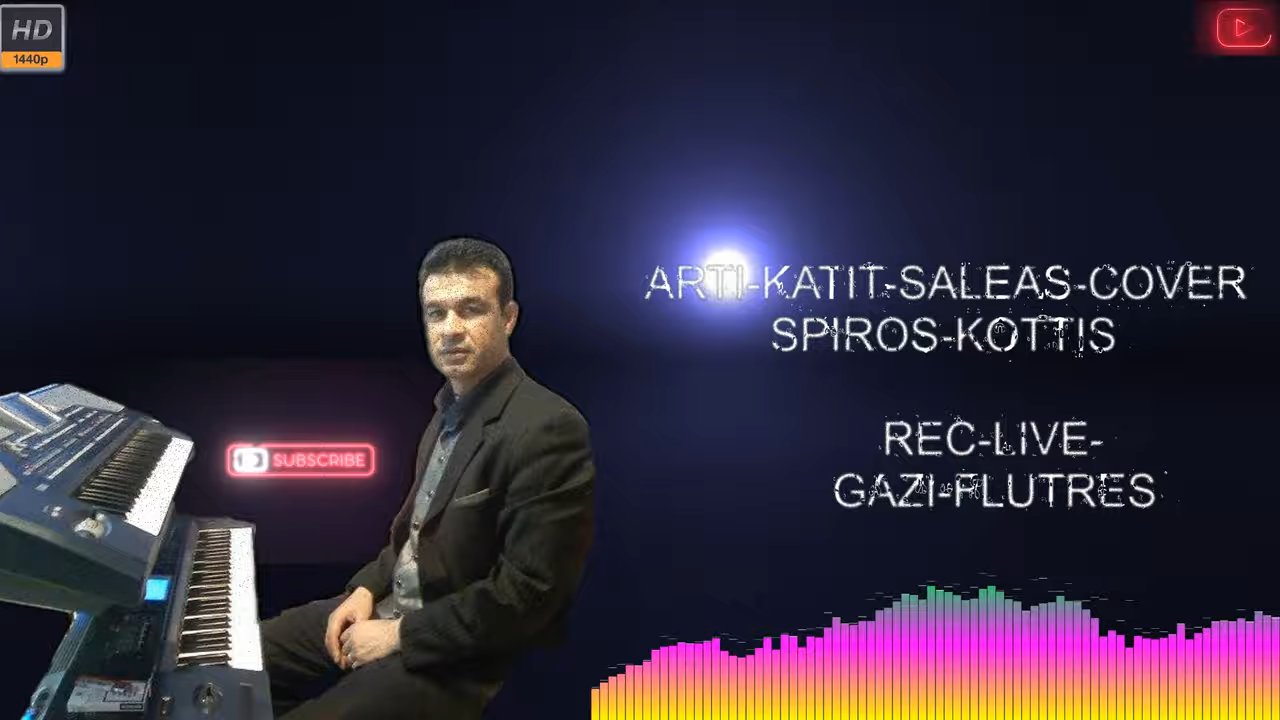 HD
1440p
ARTI-KATIT-SALEAS-COVER
SPIROS-KOTTIS
SUBSCRIBE
REC-LIVE-
GAZI-FLUTRES